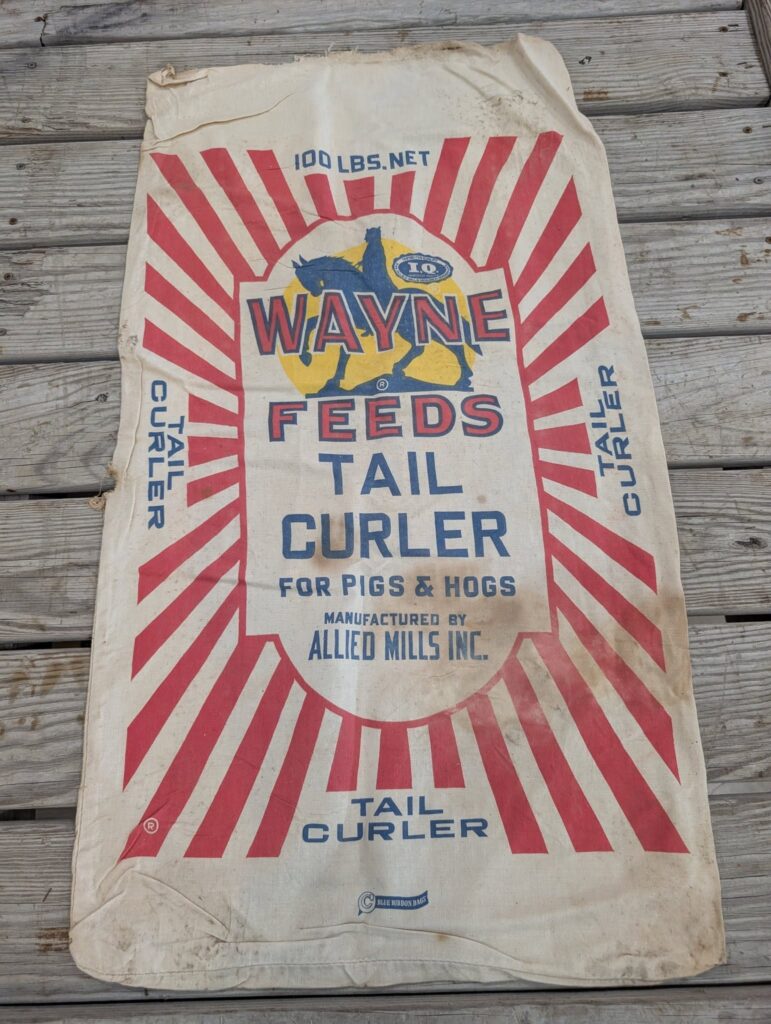 100 LBS. NET
I.Q.
WAYNE
®
FEEDS
TAIL
CURLER
FOR PIGS & HOGS
MANUFACTURED BY
ALLIED MILLS INC.
TAIL
CURLER
TAIL
CURLER
TAIL
CURLER
®
C BLUE RIBBON BAGS